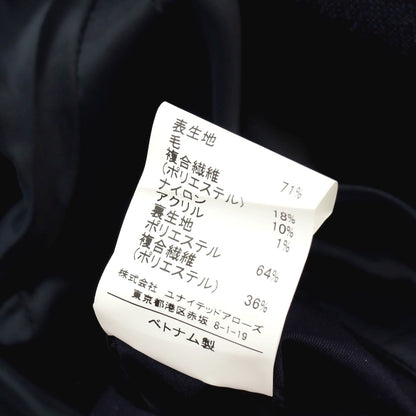 表生地
毛 71%
複合繊維
(ポリエステル) 18%
ナイロン 10%
アクリル 1%
裏生地
ポリエステル 64%
複合繊維
(ポリエステル) 36%
株式会社 ユナイテッドアローズ
東京都港区赤坂 8-1-19
ベトナム製